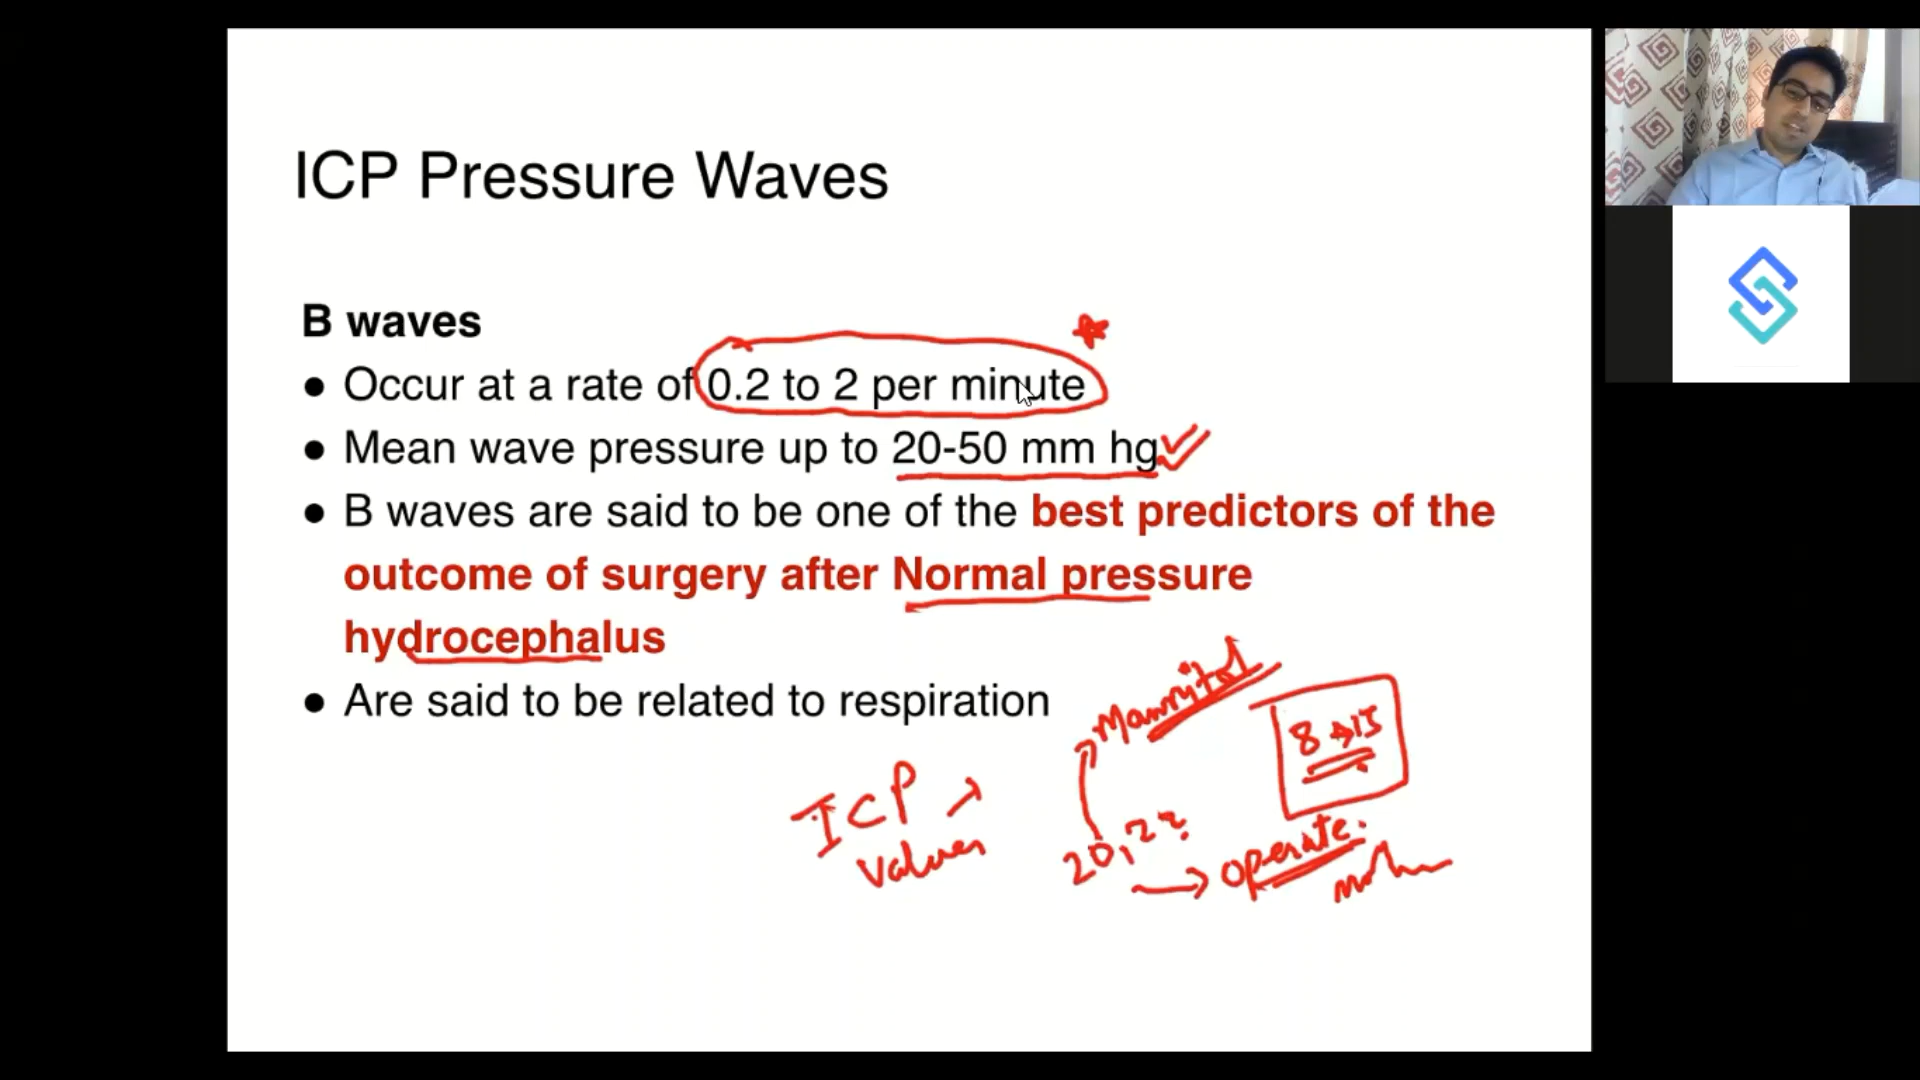 ICP Pressure Waves
B waves
● Occur at a rate of 0.2 to 2 per minute
● Mean wave pressure up to 20-50 mm hg
● B waves are said to be one of the best predictors of the
outcome of surgery after Normal pressure
hydrocephalus
● Are said to be related to respiration
Mannitol
8 → 15
ICP →
values
20, 22
→ operate